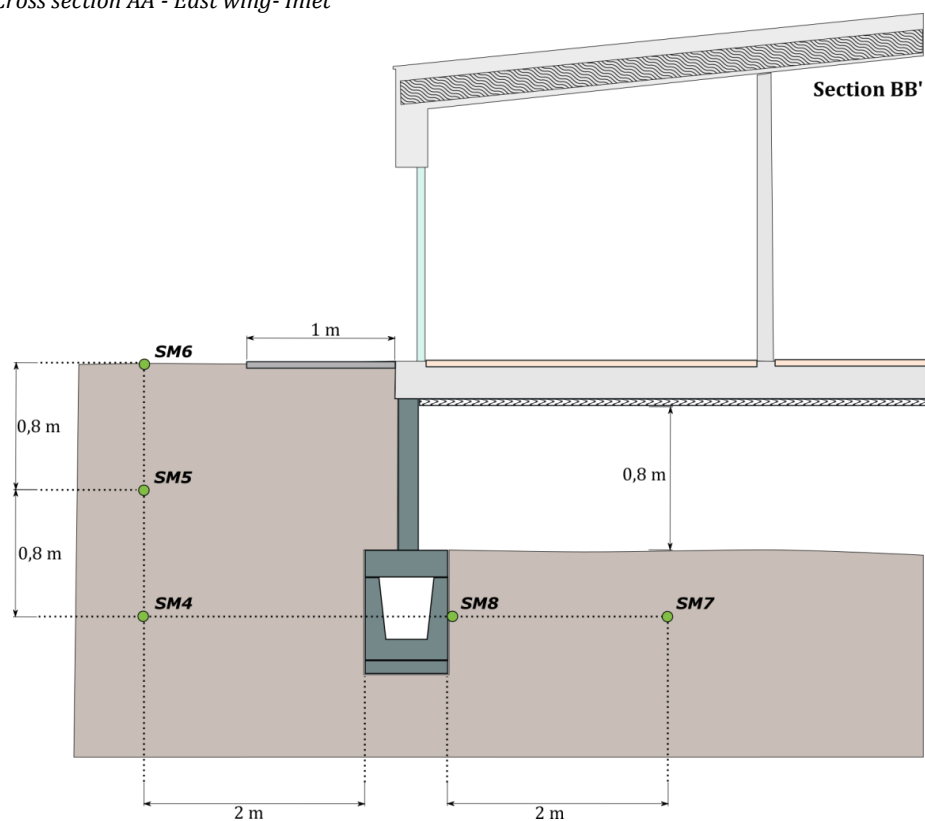 Cross section AA - East wing- Inlet
Section BB'
1 m
SM6
0,8 m
SM5
0,8 m
0,8 m
SM4
SM8
SM7
2 m
2 m